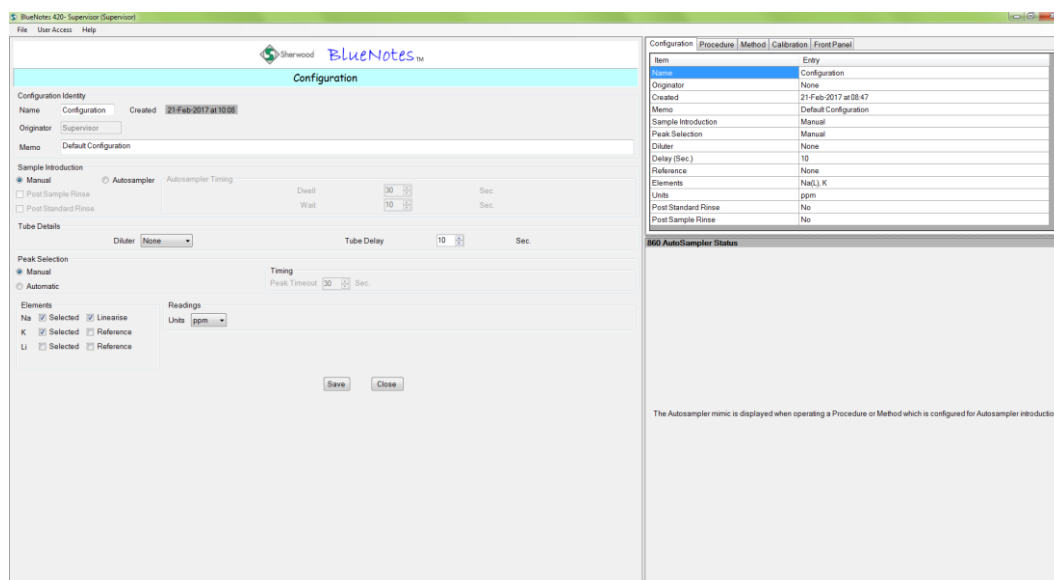 BlueNotes 420- Supervisor (Supervisor)
File User Access Help
Sherwood BlueNotes TM
Configuration
Configuration Identity
Name Configuration Created 21-Feb-2017 at 10:08
Originator Supervisor
Memo Default Configuration
Sample Introduction
Manual Autosampler Autosampler Timing
Post Sample Rinse Dwell 30 Sec.
Post Standard Rinse Wait 10 Sec.
Tube Details
Diluter None Tube Delay 10 Sec.
Peak Selection
Manual Timing
Automatic Peak Timeout 30 Sec.
Elements Readings
Na Selected Linearise Units ppm
K Selected Reference
Li Selected Reference
Save Close
Configuration Procedure Method Calibration Front Panel
Item Entry
Name Configuration
Originator None
Created 21-Feb-2017 at 08:47
Memo Default Configuration
Sample Introduction Manual
Peak Selection Manual
Diluter None
Delay (Sec.) 10
Reference None
Elements Na(L), K
Units ppm
Post Standard Rinse No
Post Sample Rinse No
860 AutoSampler Status
The Autosampler mimic is displayed when operating a Procedure or Method which is configured for Autosampler introductio